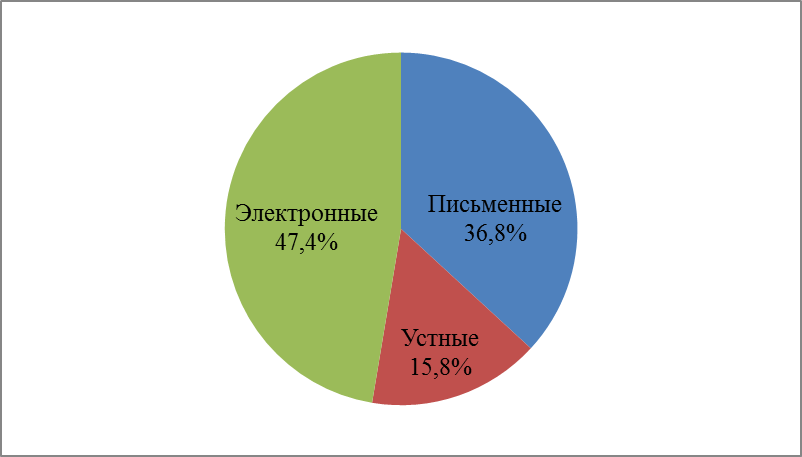 Электронные
47,4%
Письменные
36,8%
Устные
15,8%